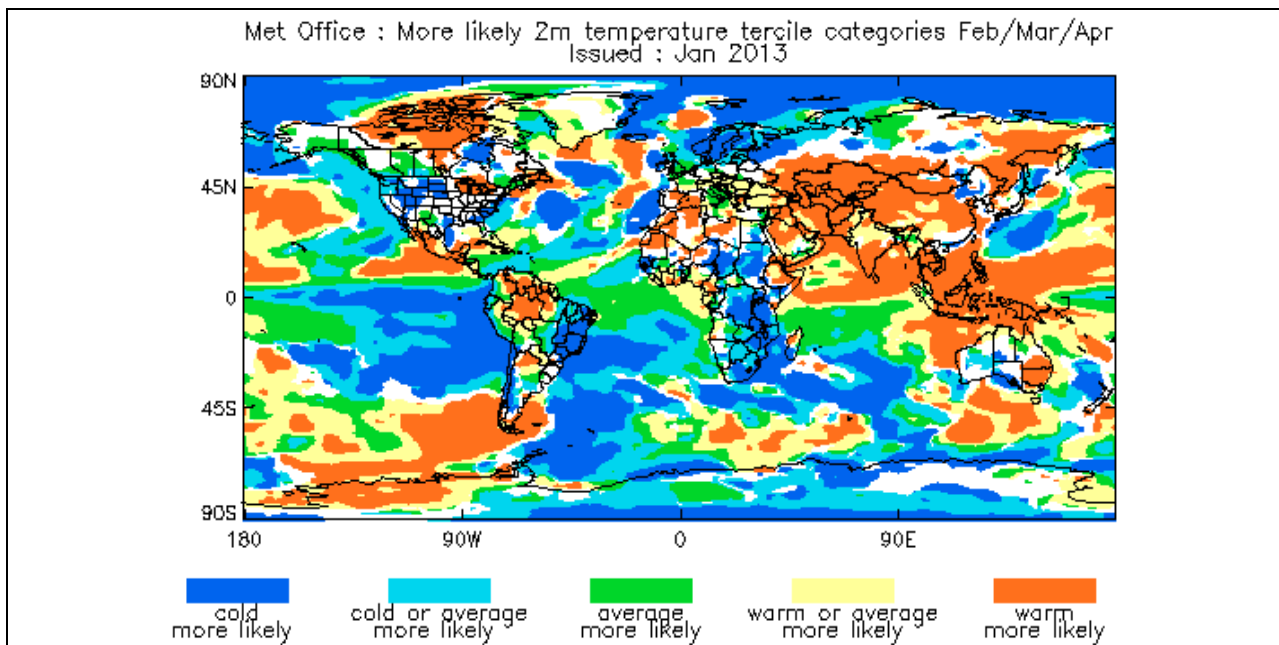 Met Office : More likely 2m temperature tercile categories Feb/Mar/Apr
Issued : Jan 2013
90N
45N
0
45S
90S
180
90W
0
90E
cold
more likely
cold or average
more likely
average
more likely
warm or average
more likely
warm
more likely